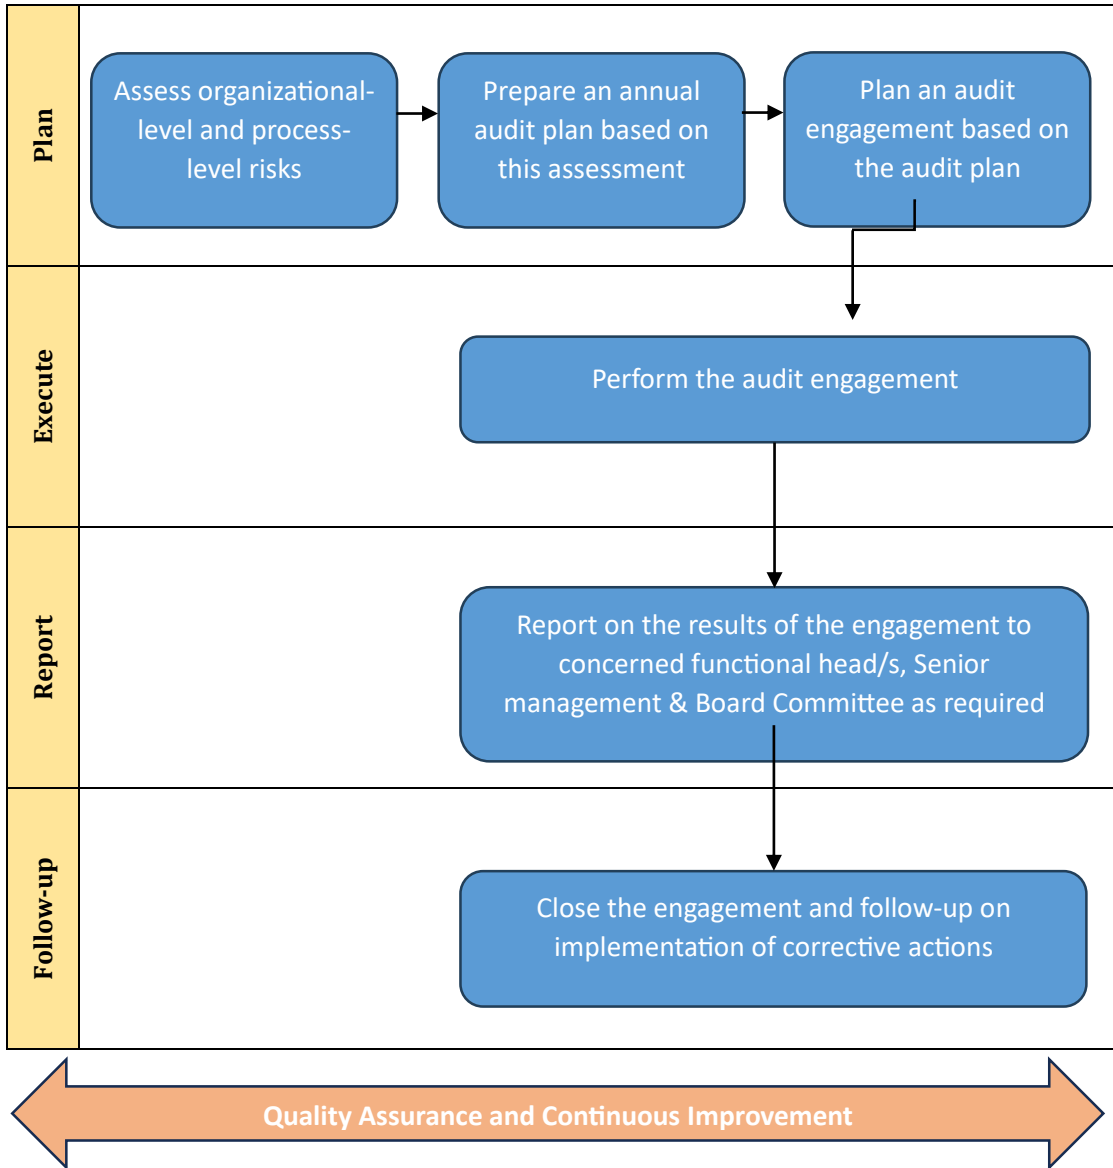 Plan
Assess organizational-
level and process-
level risks
Prepare an annual
audit plan based on
this assessment
Plan an audit
engagement based on
the audit plan
Execute
Perform the audit engagement
Report
Report on the results of the engagement to
concerned functional head/s, Senior
management & Board Committee as required
Follow-up
Close the engagement and follow-up on
implementation of corrective actions
Quality Assurance and Continuous Improvement